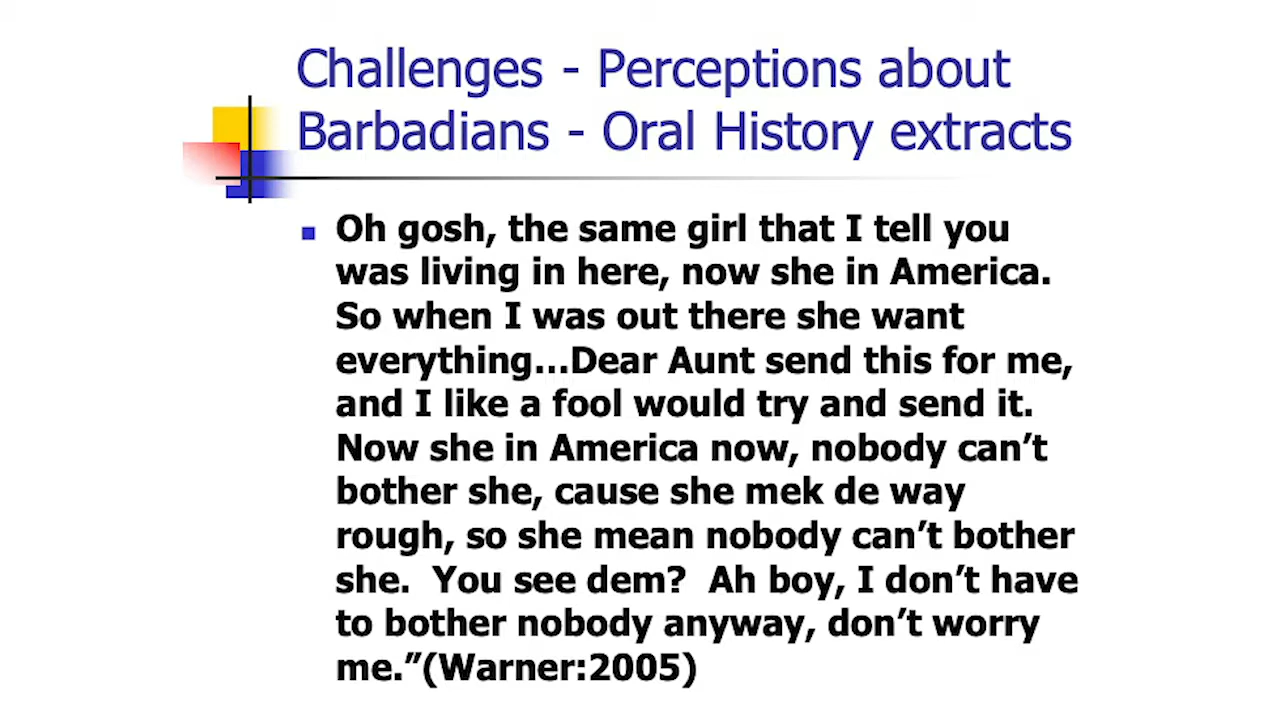 Challenges - Perceptions about
Barbadians - Oral History extracts
Oh gosh, the same girl that I tell you
was living in here, now she in America.
So when I was out there she want
everything...Dear Aunt send this for me,
and I like a fool would try and send it.
Now she in America now, nobody can’t
bother she, cause she mek de way
rough, so she mean nobody can’t bother
she.  You see dem?  Ah boy, I don’t have
to bother nobody anyway, don’t worry
me.”(Warner:2005)